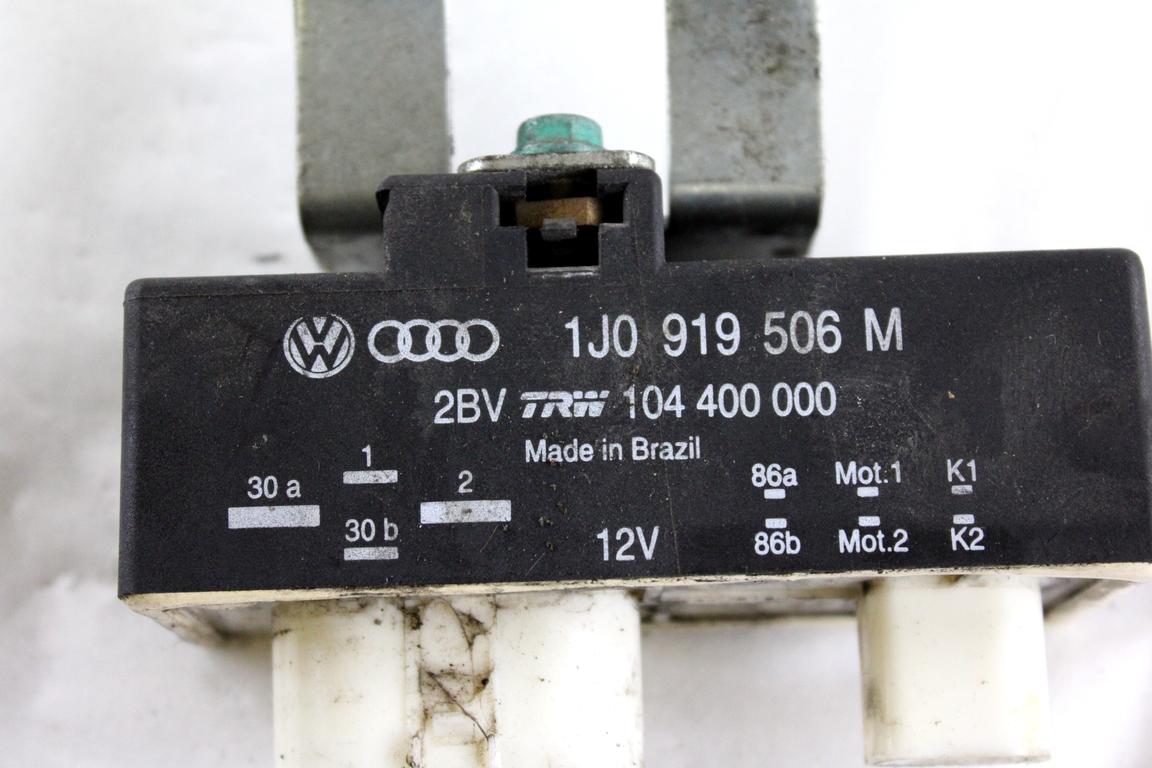 1J0 919 506 M
2BV TRW 104 400 000
Made in Brazil
30 a 1 2 86a Mot.1 K1
30 b 12V 86b Mot.2 K2